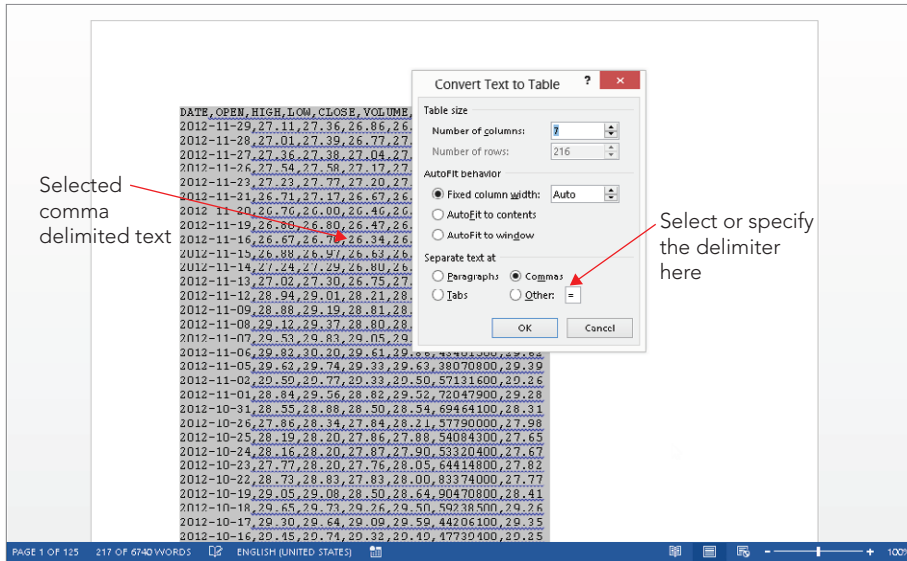 Convert Text to Table ? ×
Table size
Number of columns: 7
Number of rows: 216
AutoFit behavior
Fixed column width: Auto
AutoFit to contents
AutoFit to window
Separate text at
Paragraphs Commas
Tabs Other: =
OK Cancel
Selected
comma
delimited text
Select or specify
the delimiter
here
DATE,OPEN,HIGH,LOW,CLOSE,VOLUME,
2012-11-29,27.11,27.36,26.86,26.
2012-11-28,27.01,27.39,26.77,27.
2012-11-27,27.36,27.38,27.04,27.
2012-11-26,27.54,27.58,27.17,27.
2012-11-23,27.23,27.77,27.20,27.
2012-11-21,26.71,27.17,26.67,26.
2012-11-20,26.76,26.80,26.46,26.
2012-11-19,26.80,26.80,26.47,26.
2012-11-16,26.67,26.34,26.
2012-11-15,26.88,26.97,26.63,26.
2012-11-14,27.24,27.29,26.80,26.
2012-11-13,27.02,27.30,26.75,27.
2012-11-12,28.94,29.01,28.21,28.
2012-11-09,28.88,29.19,28.81,28.
2012-11-08,29.12,29.37,28.80,28.
2012-11-07,29.53,29.83,29.05,29.
2012-11-06,29.82,30.20,29.61,29.86,43401500,29.62
2012-11-05,29.62,29.74,29.33,29.63,38070800,29.39
2012-11-02,29.59,29.77,29.33,29.50,57131600,29.26
2012-11-01,28.84,29.56,28.82,29.52,72047900,29.28
2012-10-31,28.55,28.88,28.50,28.54,69464100,28.31
2012-10-26,27.86,28.34,27.84,28.21,57790000,27.98
2012-10-25,28.19,28.20,27.86,27.88,54084300,27.65
2012-10-24,28.16,28.20,27.87,27.90,53320400,27.67
2012-10-23,27.77,28.20,27.76,28.05,64414800,27.82
2012-10-22,28.73,28.83,27.83,28.00,83374000,27.77
2012-10-19,29.05,29.08,28.50,28.64,90470800,28.41
2012-10-18,29.65,29.73,29.26,29.50,59238500,29.26
2012-10-17,29.30,29.64,29.09,29.59,44206100,29.35
2012-10-16,29.45,29.74,29.32,29.49,47739400,29.25
PAGE 1 OF 125 217 OF 6740 WORDS ENGLISH (UNITED STATES) - + 100%